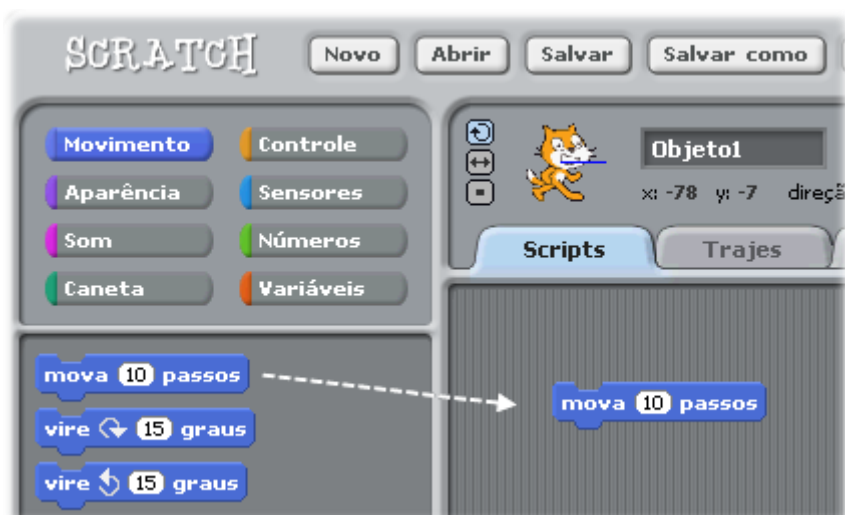 SCRATCH Novo Abrir Salvar Salvar como
Movimento Controle
Aparência Sensores
Som Números
Caneta Variáveis
Objeto1
x: -78 y: -7
Scripts Trajes
mova 10 passos
vire 15 graus
vire 15 graus
mova 10 passos